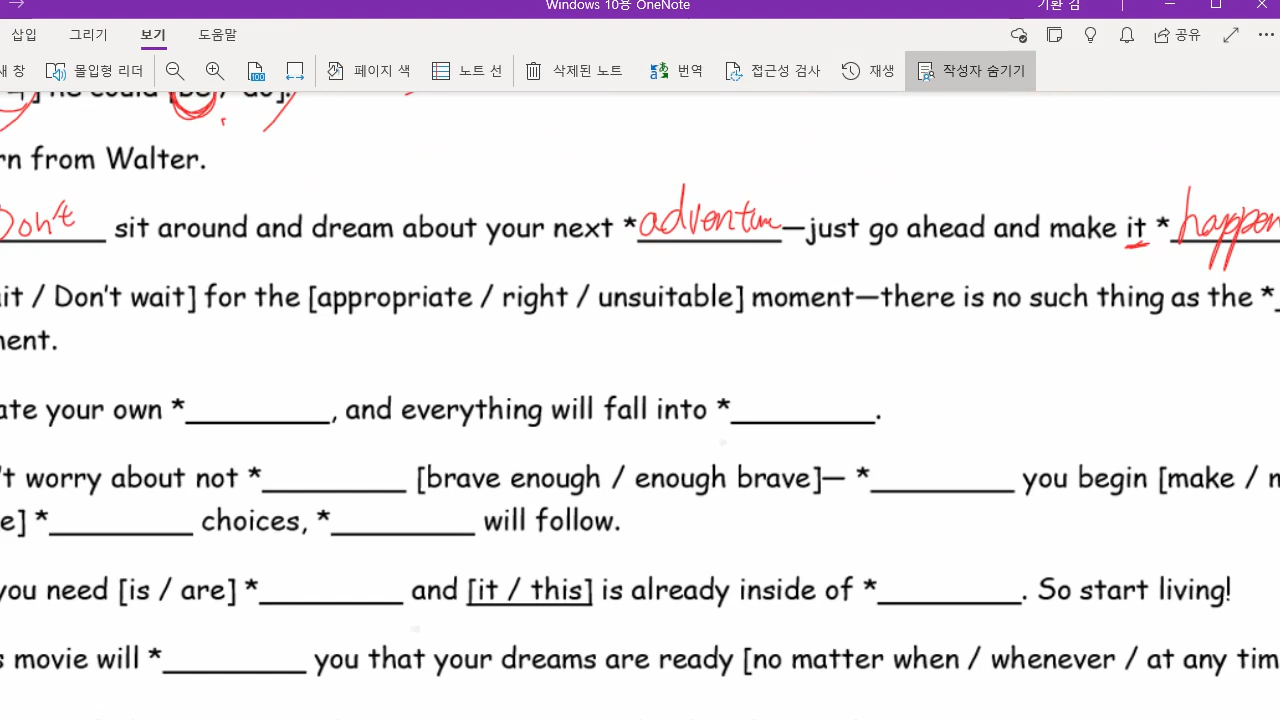 Windows 10용 OneNote 기환 김
삽입 그리기 보기 도움말 공유
새 창 몰입형 리더 100 페이지 색 노트 선 삭제된 노트 번역 접근성 검사 재생 작성자 숨기기
he could [be / do].
rn from Walter.
Don't sit around and dream about your next *adventure—just go ahead and make it *happen
ait / Don't wait] for the [appropriate / right / unsuitable] moment—there is no such thing as the *
ment.
ate your own *__________, and everything will fall into *__________.
't worry about not *__________ [brave enough / enough brave]— *__________ you begin [make / m
e] *__________ choices, *__________ will follow.
you need [is / are] *__________ and [it / this] is already inside of *__________. So start living!
s movie will *__________ you that your dreams are ready [no matter when / whenever / at any tim